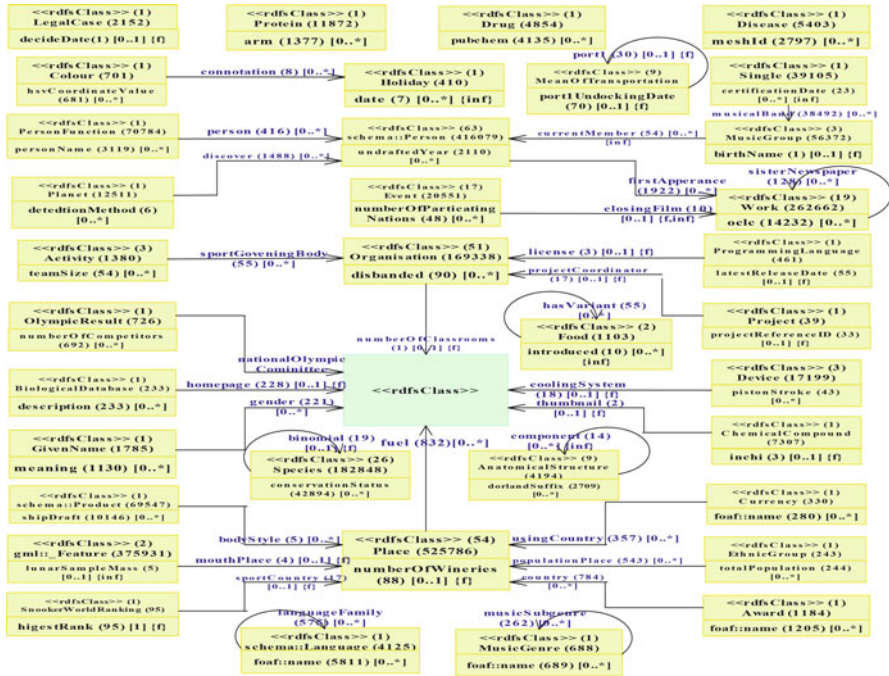 <<rdfsClass>> (1)
LegalCase (2152)
decideDate(1) [0..1] {f}
<<rdfsClass>> (1)
Protein (11872)
arm (1377) [0..*]
<<rdfsClass>> (1)
Drug (4854)
pubchem (4135) [0..*]
<<rdfsClass>> (1)
Disease (5403)
meshId (2797) [0..*]
<<rdfsClass>> (1)
Colour (701)
hsvCoordinateValue
(681) [0..*]
connotation (8) [0..*]
<<rdfsClass>> (1)
Holiday (410)
date (7) [0..*] {inf}
port1 (30) [0..1] {f}
<<rdfsClass>> (9)
MeanOfTransportation
port1UndockingDate
(70) [0..1] {f}
<<rdfsClass>> (1)
Single (39105)
certificationDate (23)
[0..*] {inf}
musicalBand (38492) [0..*]
<<rdfsClass>> (1)
PersonFunction (70784)
personName (3119) [0..*]
person (416) [0..*]
<<rdfsClass>> (63)
schema::Person (416079)
undraftedYear (2110)
[0..*]
currentMember (54) [0..*]
{inf}
<<rdfsClass>> (3)
MusicGroup (56372)
birthName (1) [0..1] {f}
discover (1488) [0..*]
<<rdfsClass>> (1)
Planet (12511)
detedtionMethod (6)
[0..*]
<<rdfsClass>> (17)
Event (20551)
numberOfParticating
Nations (48) [0..*]
firstApperance
(1922) [0..*]
closingFilm (10)
[0..1] {f,inf}
sisterNewspaper
(128) [0..*]
<<rdfsClass>> (19)
Work (262662)
oclc (14232) [0..*]
<<rdfsClass>> (3)
Activity (1380)
teamSize (54) [0..*]
sportGoveningBody
(55) [0..*]
<<rdfsClass>> (51)
Organisation (169338)
disbanded (90) [0..*]
license (3) [0..1] {f}
projectCoordinator
(17) [0..1] {f}
<<rdfsClass>> (1)
ProgrammingLanguage
(461)
latestReleaseDate (55)
[0..1] {f}
<<rdfsClass>> (1)
OlympicResult (726)
numberOfCompetitors
(692) [0..*]
numberOfClassrooms
(1) [0..1] {f}
hasVariant (55)
[0..*]
<<rdfsClass>> (2)
Food (1103)
introduced (10) [0..*]
{inf}
<<rdfsClass>> (1)
Project (39)
projectReferenceID (33)
[0..1] {f}
nationalOlympic
Cominittee
<<rdfsClass>> (1)
BiologicalDatabase (233)
description (233) [0..*]
homepage (228) [0..1] {f}
gender (221)
[0..*]
<<rdfsClass>>
coolingSystem
(18) [0..1] {f}
thumbnail (2)
[0..1] {f}
<<rdfsClass>> (3)
Device (17199)
pistonStroke (43)
[0..*]
<<rdfsClass>> (1)
GivenName (1785)
meaning (1130) [0..*]
binomial (19)
[0..1] {f}
<<rdfsClass>> (26)
Species (182848)
conservationStatus
(42894) [0..*]
fuel (832)[0..*]
component (14)
[0..*] {inf}
<<rdfsClass>> (9)
AnatomicalStructure
(4194)
dorlandSuffix (2709)
[0..*]
<<rdfsClass>> (1)
ChemicalCompound
(7307)
inchi (3) [0..1] {f}
<<rdfsClass>> (1)
schema::Product (69547)
shipDraft (10146) [0..*]
bodyStyle (5) [0..*]
<<rdfsClass>> (54)
Place (525786)
numberOfWineries
(88) [0..1] {f}
usingCountry (357) [0..*]
<<rdfsClass>> (1)
Currency (330)
foaf::name (280) [0..*]
<<rdfsClass>> (2)
gml::_Feature (375931)
lunarSampleMass (5)
[0..1] {inf}
mouthPlace (4) [0..1] {f}
populationPlace (543) [0..*]
<<rdfsClass>> (1)
EthnicGroup (243)
totalPopulation (244)
[0..*]
sportCountry (17)
[0..1] {f}
country (784)
[0..*]
<<rdfsClass>> (1)
SnookerWorldRanking (95)
higestRank (95) [1] {f}
languageFamily
(575) [0..*]
<<rdfsClass>> (1)
schema::Language (4125)
foaf::name (5811) [0..*]
musicSubgenre
(262) [0..*]
<<rdfsClass>> (1)
MusicGenre (688)
foaf::name (689) [0..*]
<<rdfsClass>> (1)
Award (1184)
foaf::name (1205) [0..*]